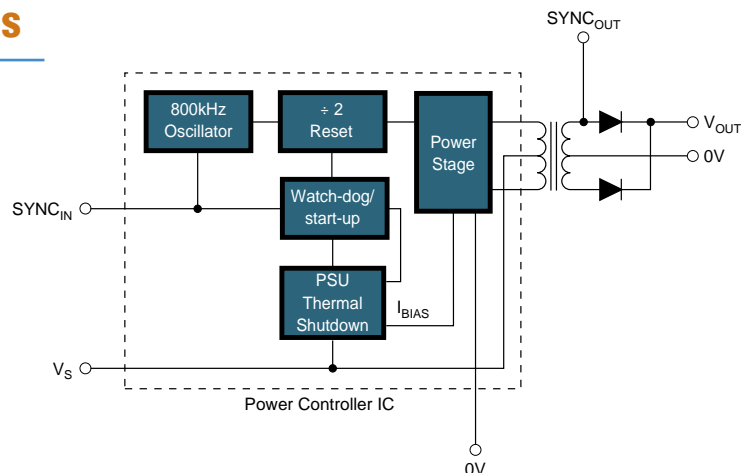 S
SYNC_OUT
800kHz
Oscillator
÷ 2
Reset
Power
Stage
V_OUT
0V
SYNC_IN
Watch-dog/
start-up
PSU
Thermal
Shutdown
I_BIAS
V_S
Power Controller IC
0V